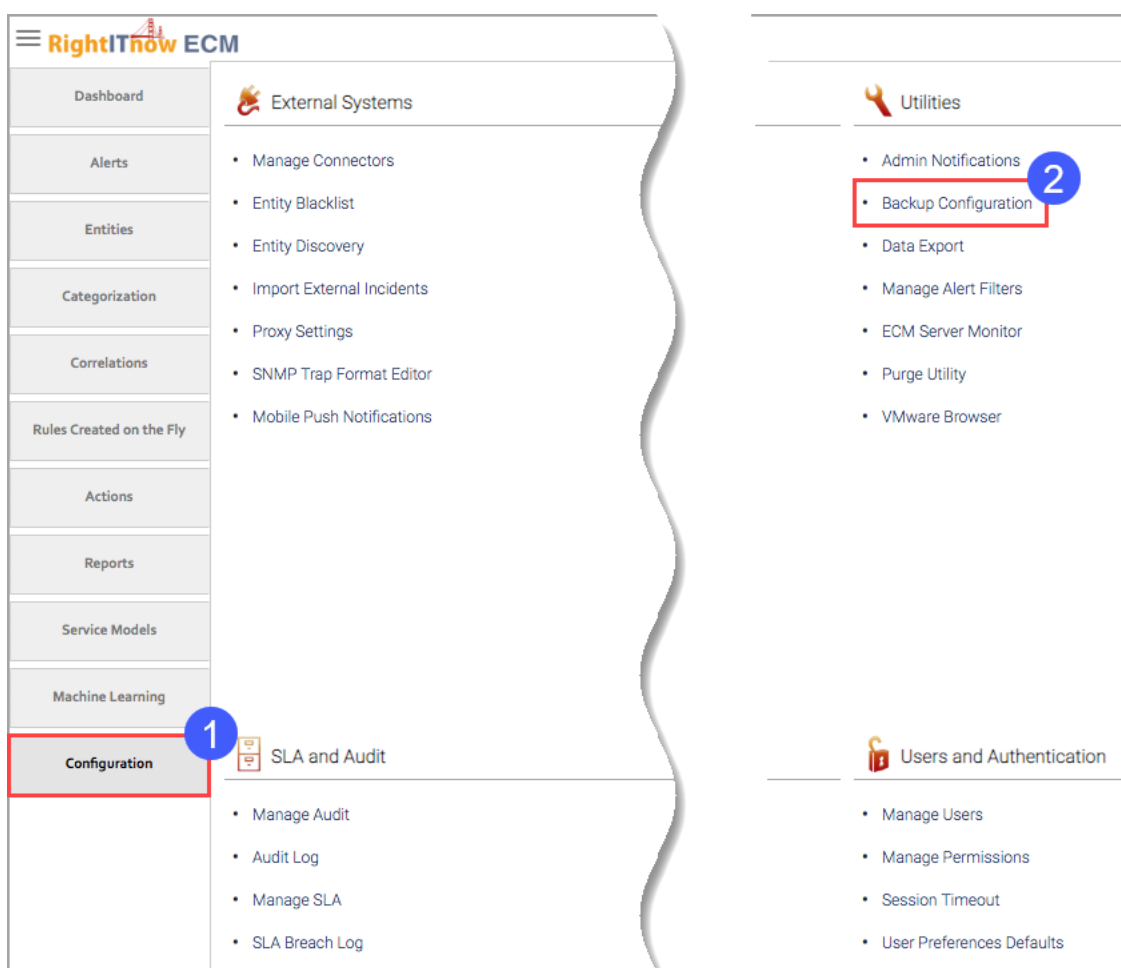 RightITnow ECM
Dashboard
Alerts
Entities
Categorization
Correlations
Rules Created on the Fly
Actions
Reports
Service Models
Machine Learning
Configuration
1
External Systems
• Manage Connectors
• Entity Blacklist
• Entity Discovery
• Import External Incidents
• Proxy Settings
• SNMP Trap Format Editor
• Mobile Push Notifications
Utilities
• Admin Notifications
2
• Backup Configuration
• Data Export
• Manage Alert Filters
• ECM Server Monitor
• Purge Utility
• VMware Browser
SLA and Audit
• Manage Audit
• Audit Log
• Manage SLA
• SLA Breach Log
Users and Authentication
• Manage Users
• Manage Permissions
• Session Timeout
• User Preferences Defaults